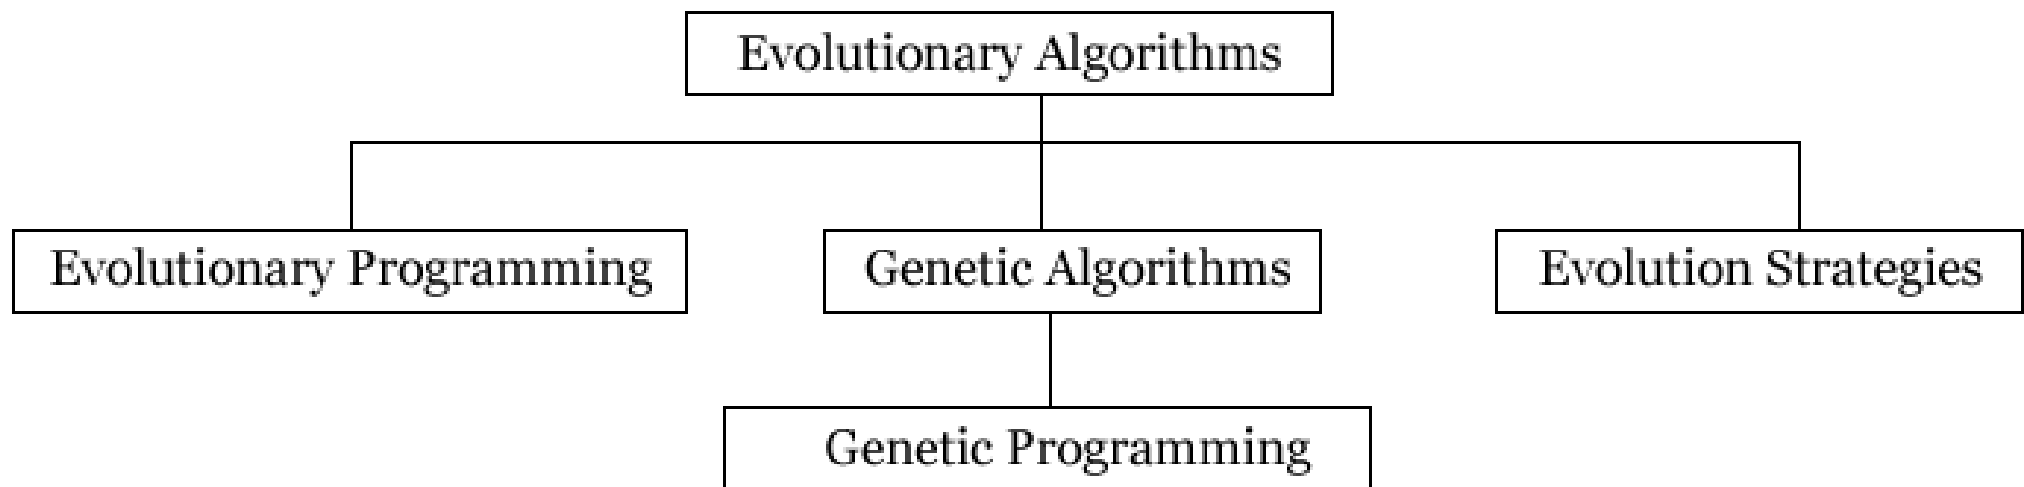 Evolutionary Algorithms
Evolutionary Programming
Genetic Algorithms
Evolution Strategies
Genetic Programming